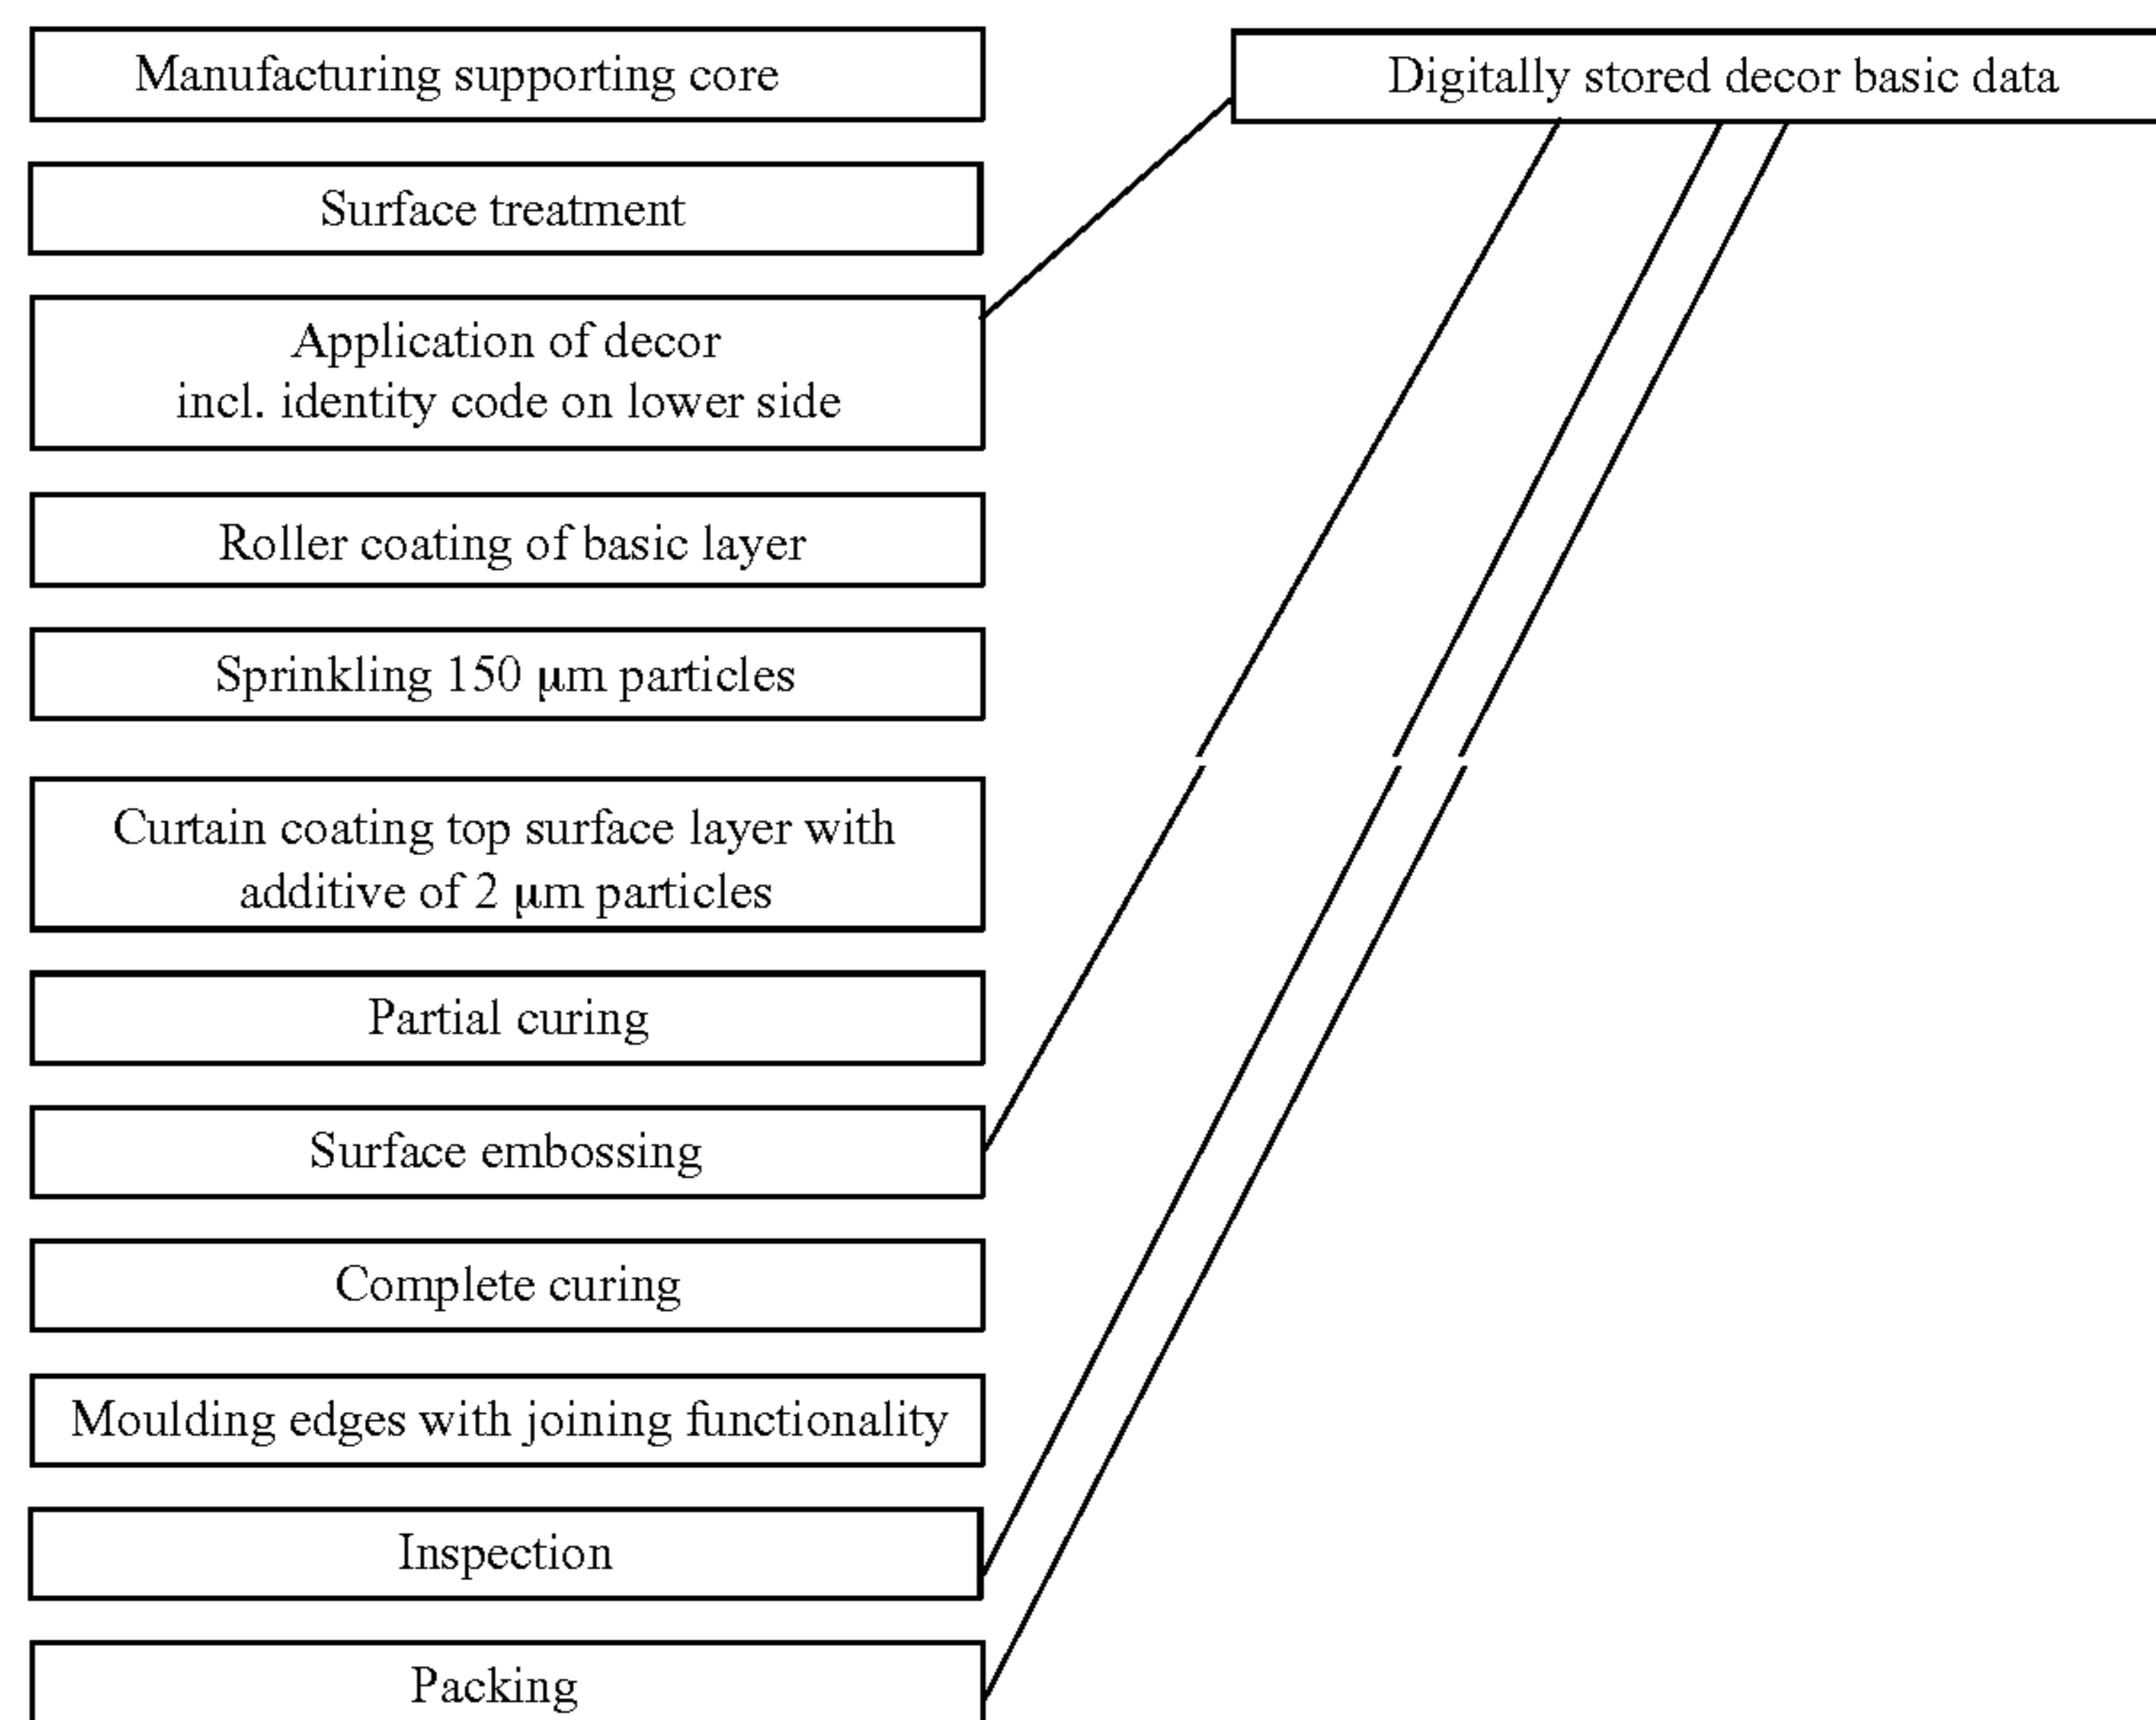 Manufacturing supporting core
Digitally stored decor basic data
Surface treatment
Application of decor
incl. identity code on lower side
Roller coating of basic layer
Sprinkling 150 µm particles
Curtain coating top surface layer with
additive of 2 µm particles
Partial curing
Surface embossing
Complete curing
Moulding edges with joining functionality
Inspection
Packing